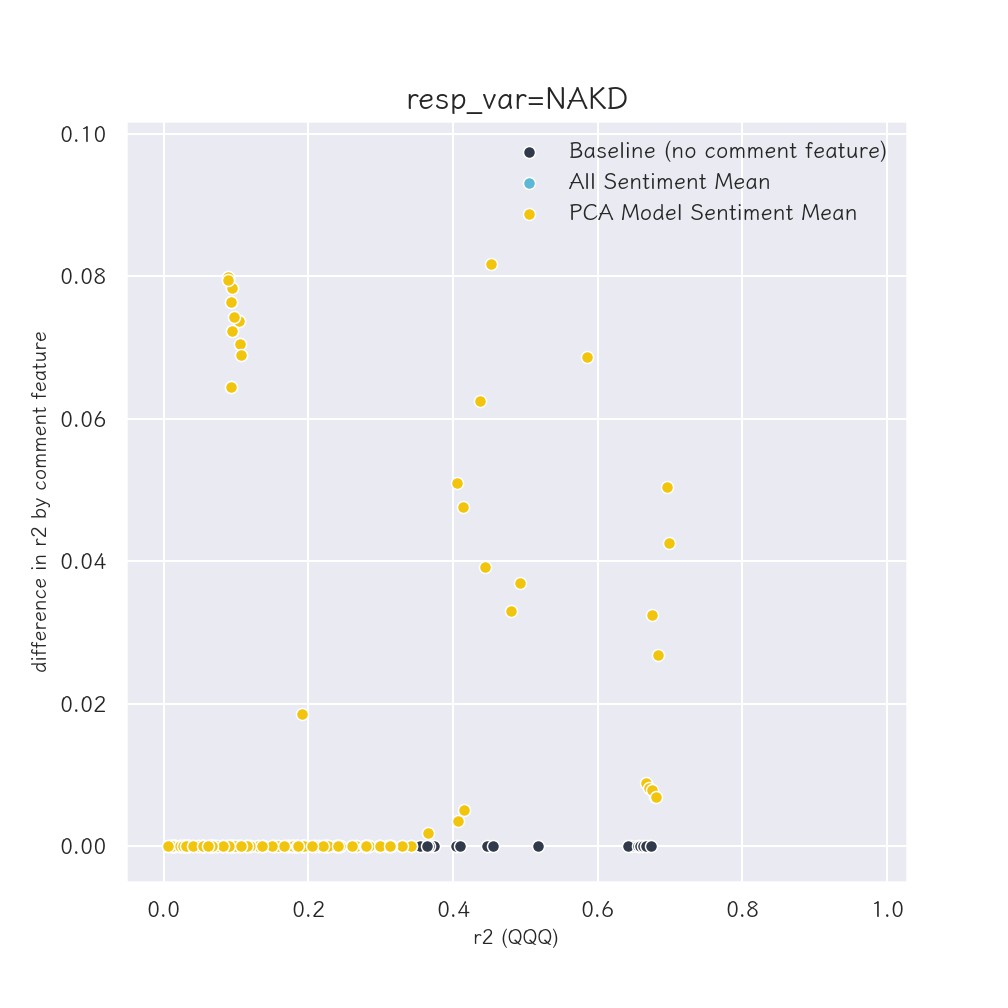 resp_var=NAKD
0.10
0.08
0.06
0.04
0.02
0.00
difference in r2 by comment feature
Baseline (no comment feature)
All Sentiment Mean
PCA Model Sentiment Mean
0.0 0.2 0.4 0.6 0.8 1.0
r2 (QQQ)